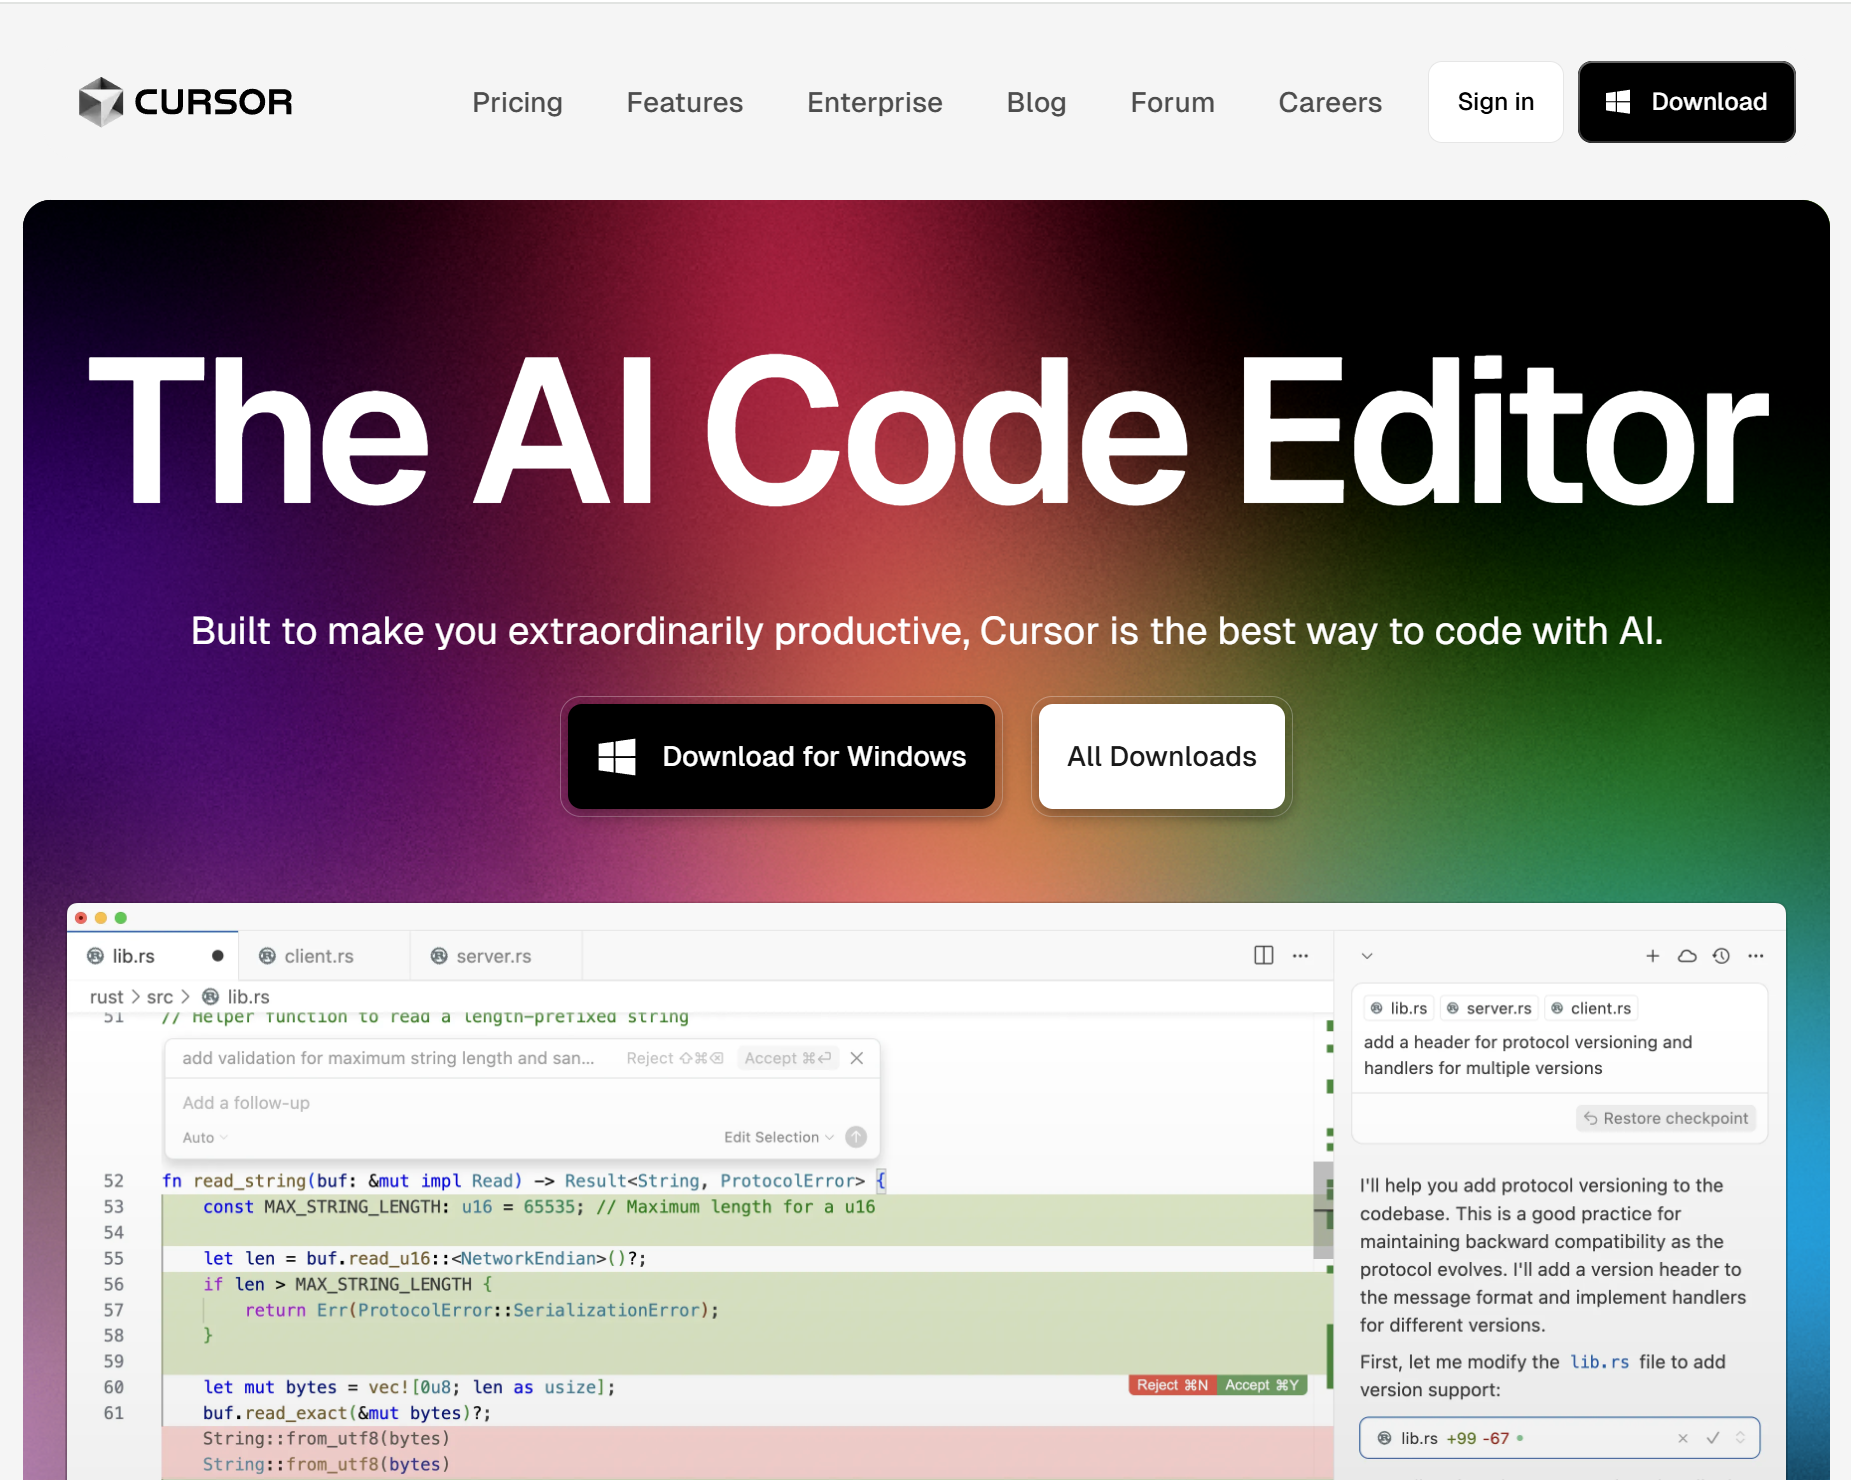 CURSOR
Pricing
Features
Enterprise
Blog
Forum
Careers
Sign in
Download
The AI Code Editor
Built to make you extraordinarily productive, Cursor is the best way to code with AI.
Download for Windows
All Downloads
lib.rs
client.rs
server.rs
rust > src > lib.rs
51 // Helper function to read a length-prefixed string
add validation for maximum string length and san... Reject ⇧⌘⌫ Accept ⌘⏎
Add a follow-up
Auto
Edit Selection
52 fn read_string(buf: &mut impl Read) -> Result<String, ProtocolError> {
53 const MAX_STRING_LENGTH: u16 = 65535; // Maximum length for a u16
54
55 let len = buf.read_u16::<NetworkEndian>()?;
56 if len > MAX_STRING_LENGTH {
57 return Err(ProtocolError::SerializationError);
58 }
59
60 let mut bytes = vec![0u8; len as usize];
Reject ⌘N Accept ⌘Y
61 buf.read_exact(&mut bytes)?;
String::from_utf8(bytes)
String::from_utf8(bytes)
lib.rs
server.rs
client.rs
add a header for protocol versioning and
handlers for multiple versions
Restore checkpoint
I'll help you add protocol versioning to the
codebase. This is a good practice for
maintaining backward compatibility as the
protocol evolves. I'll add a version header to
the message format and implement handlers
for different versions.
First, let me modify the lib.rs file to add
version support:
lib.rs +99 -67